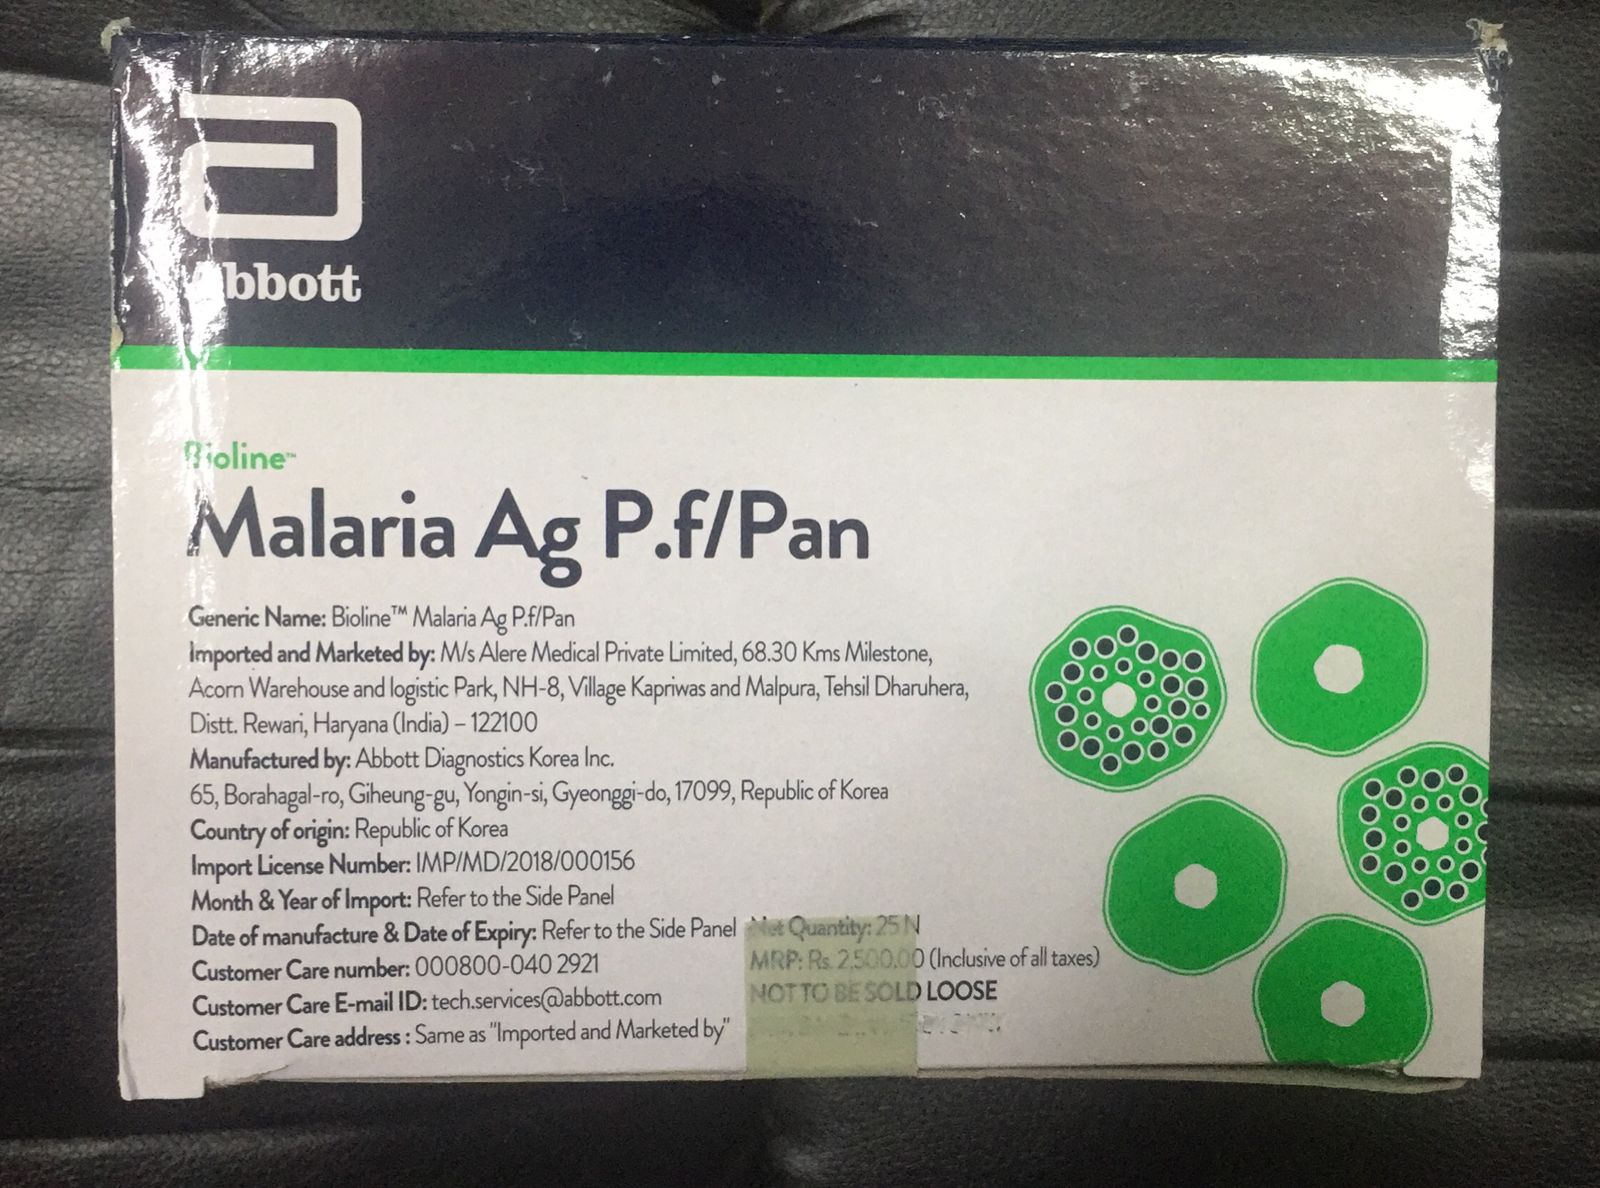 Abbott
Bioline™
Malaria Ag P.f/Pan
Generic Name: Bioline™ Malaria Ag P.f/Pan
Imported and Marketed by: M/s Alere Medical Private Limited, 68.30 Kms Milestone,
Acorn Warehouse and logistic Park, NH-8, Village Kapriwas and Malpura, Tehsil Dharuhera,
Distt. Rewari, Haryana (India) – 122100
Manufactured by: Abbott Diagnostics Korea Inc.
65, Borahagal-ro, Giheung-gu, Yongin-si, Gyeonggi-do, 17099, Republic of Korea
Country of origin: Republic of Korea
Import License Number: IMP/MD/2018/000156
Month & Year of Import: Refer to the Side Panel
Date of manufacture & Date of Expiry: Refer to the Side Panel Net Quantity: 25 N
Customer Care number: 000800-040 2921 MRP: Rs. 2,500.00 (Inclusive of all taxes)
Customer Care E-mail ID: tech.services@abbott.com NOT TO BE SOLD LOOSE
Customer Care address : Same as "Imported and Marketed by"